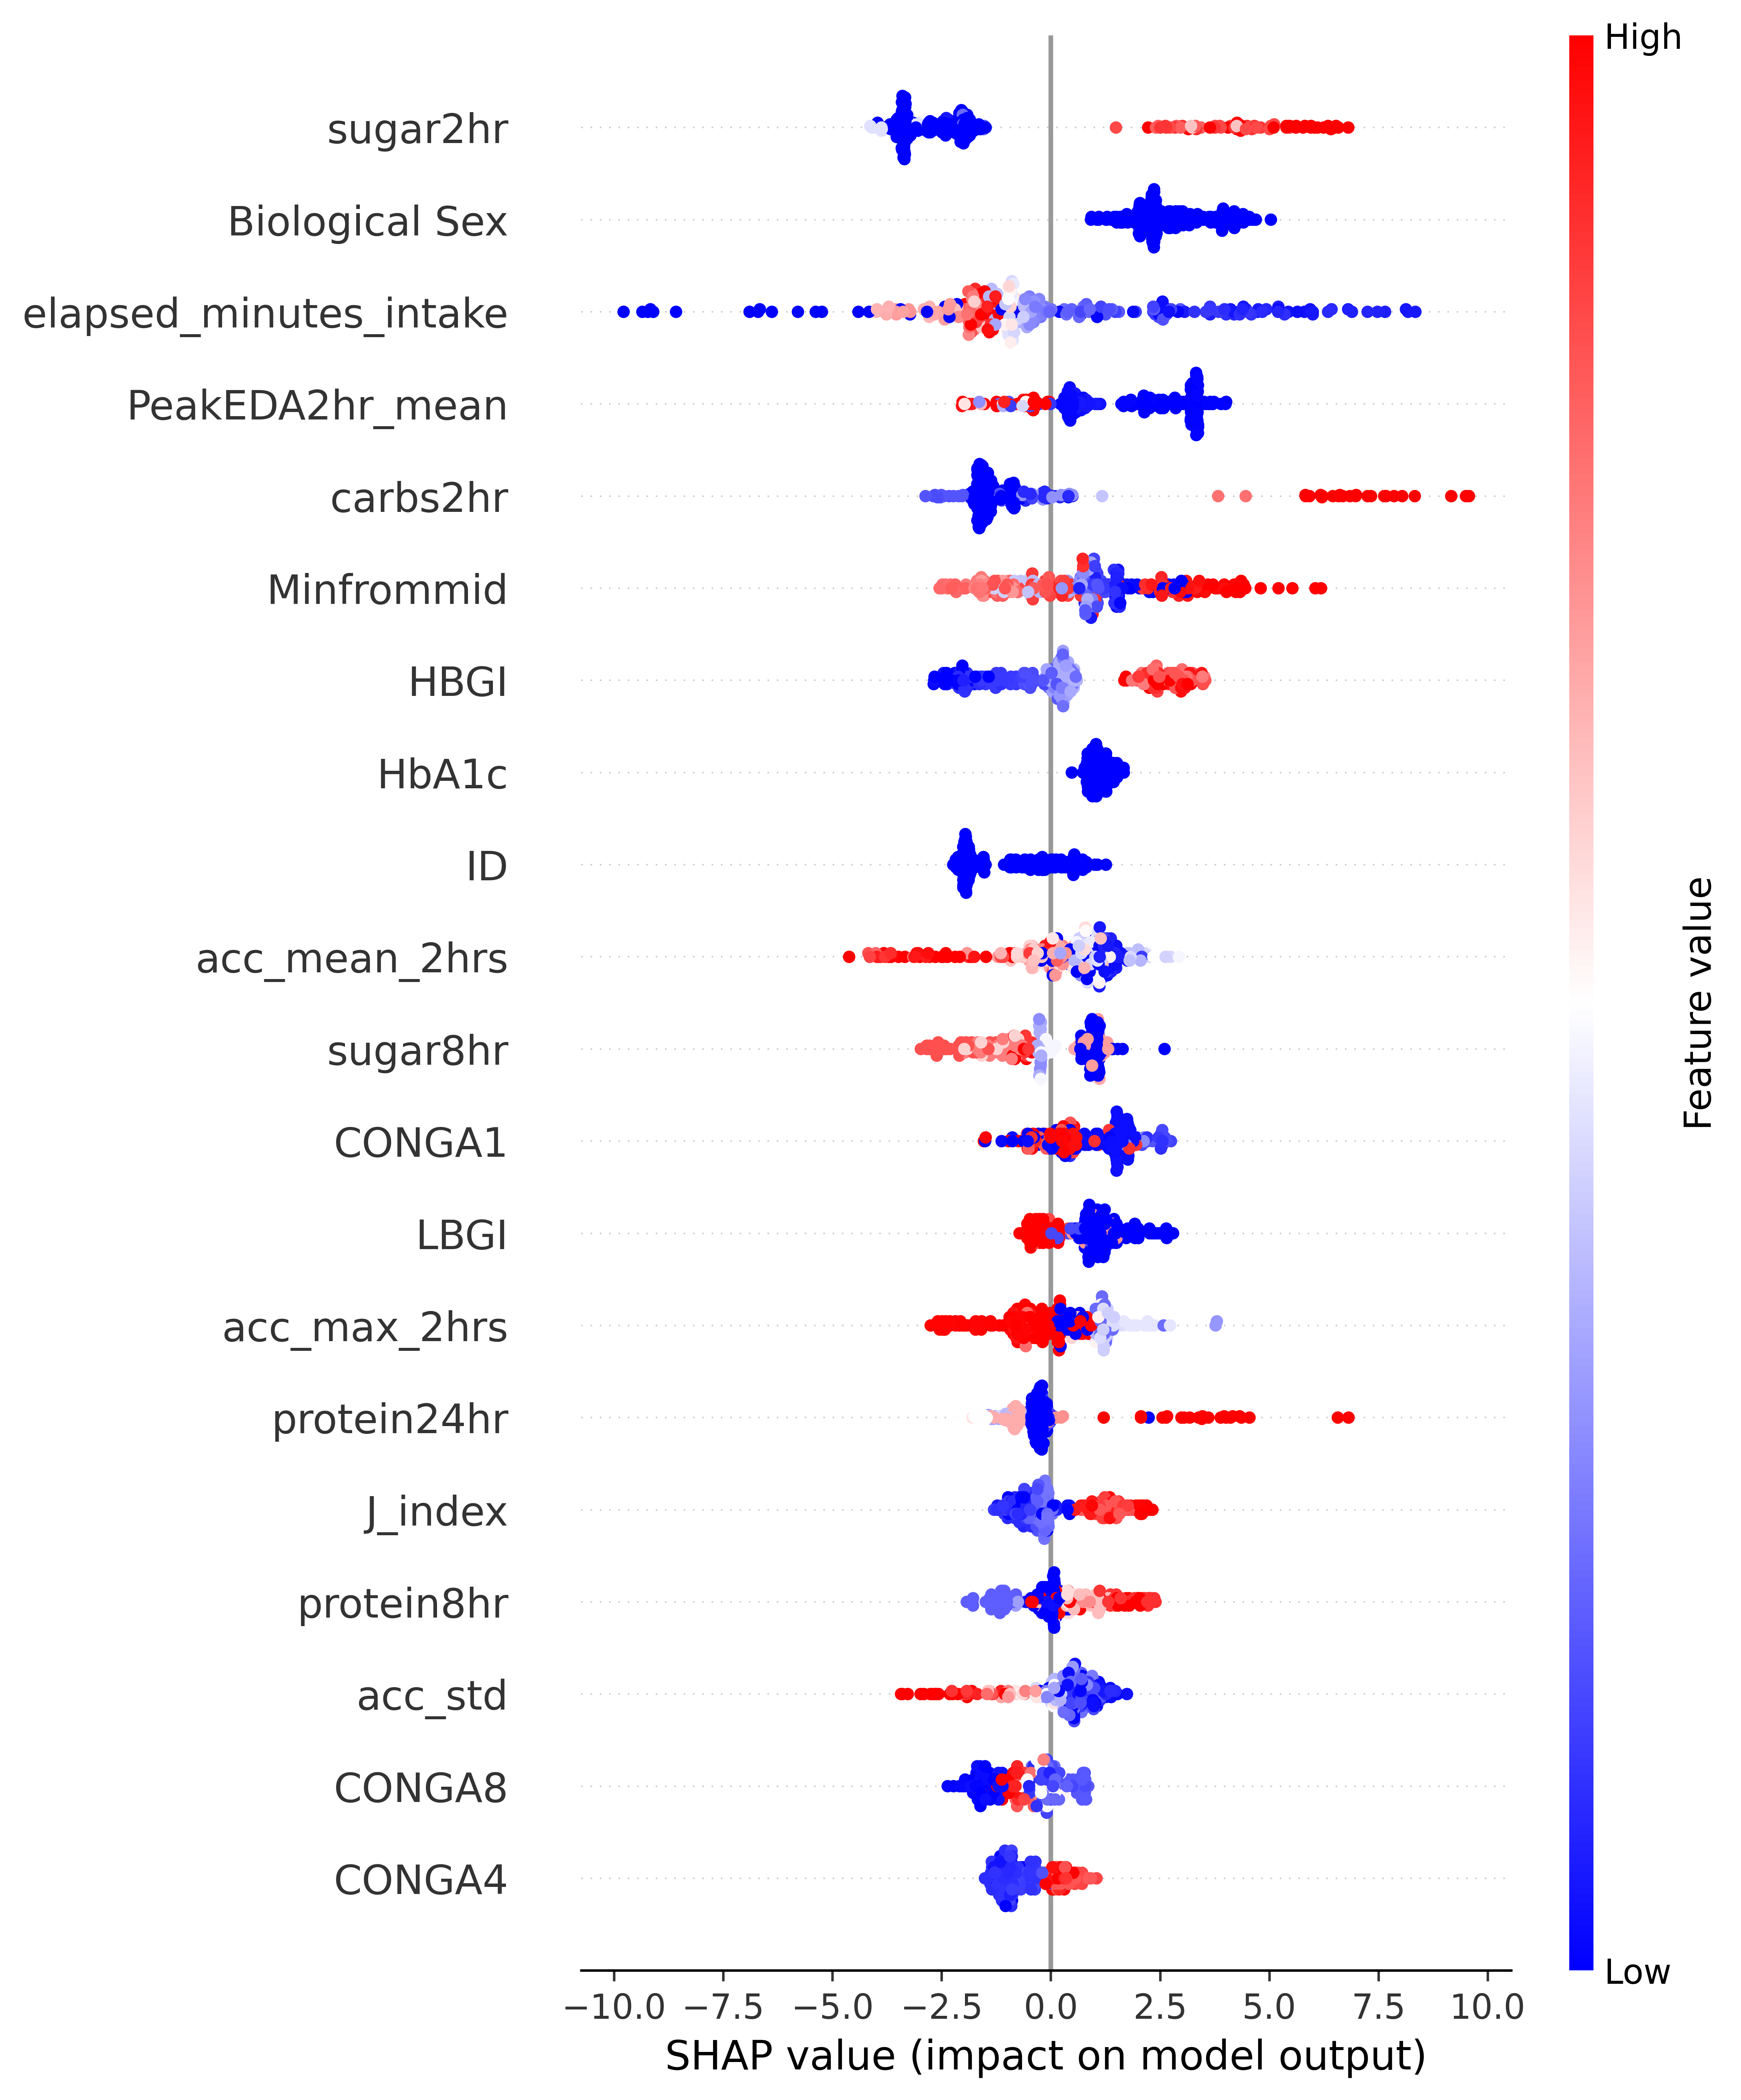 High
sugar2hr
Biological Sex
elapsed_minutes_intake
PeakEDA2hr_mean
carbs2hr
Minfrommid
HBGI
HbA1c
ID
acc_mean_2hrs
sugar8hr
CONGA1
LBGI
acc_max_2hrs
protein24hr
J_index
protein8hr
acc_std
CONGA8
CONGA4
Feature value
Low
−10.0 −7.5 −5.0 −2.5 0.0 2.5 5.0 7.5 10.0
SHAP value (impact on model output)